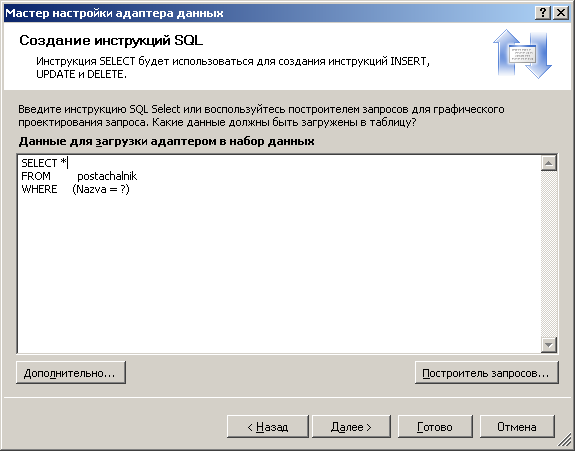 Мастер настройки адаптера данных
Создание инструкций SQL
Инструкция SELECT будет использоваться для создания инструкций INSERT,
UPDATE и DELETE.
Введите инструкцию SQL Select или воспользуйтесь построителем запросов для графического
проектирования запроса. Какие данные должны быть загружены в таблицу?
Данные для загрузки адаптером в набор данных
SELECT *
FROM postachalnik
WHERE (Nazva = ?)
Дополнительно...
Построитель запросов...
< Назад
Далее >
Готово
Отмена